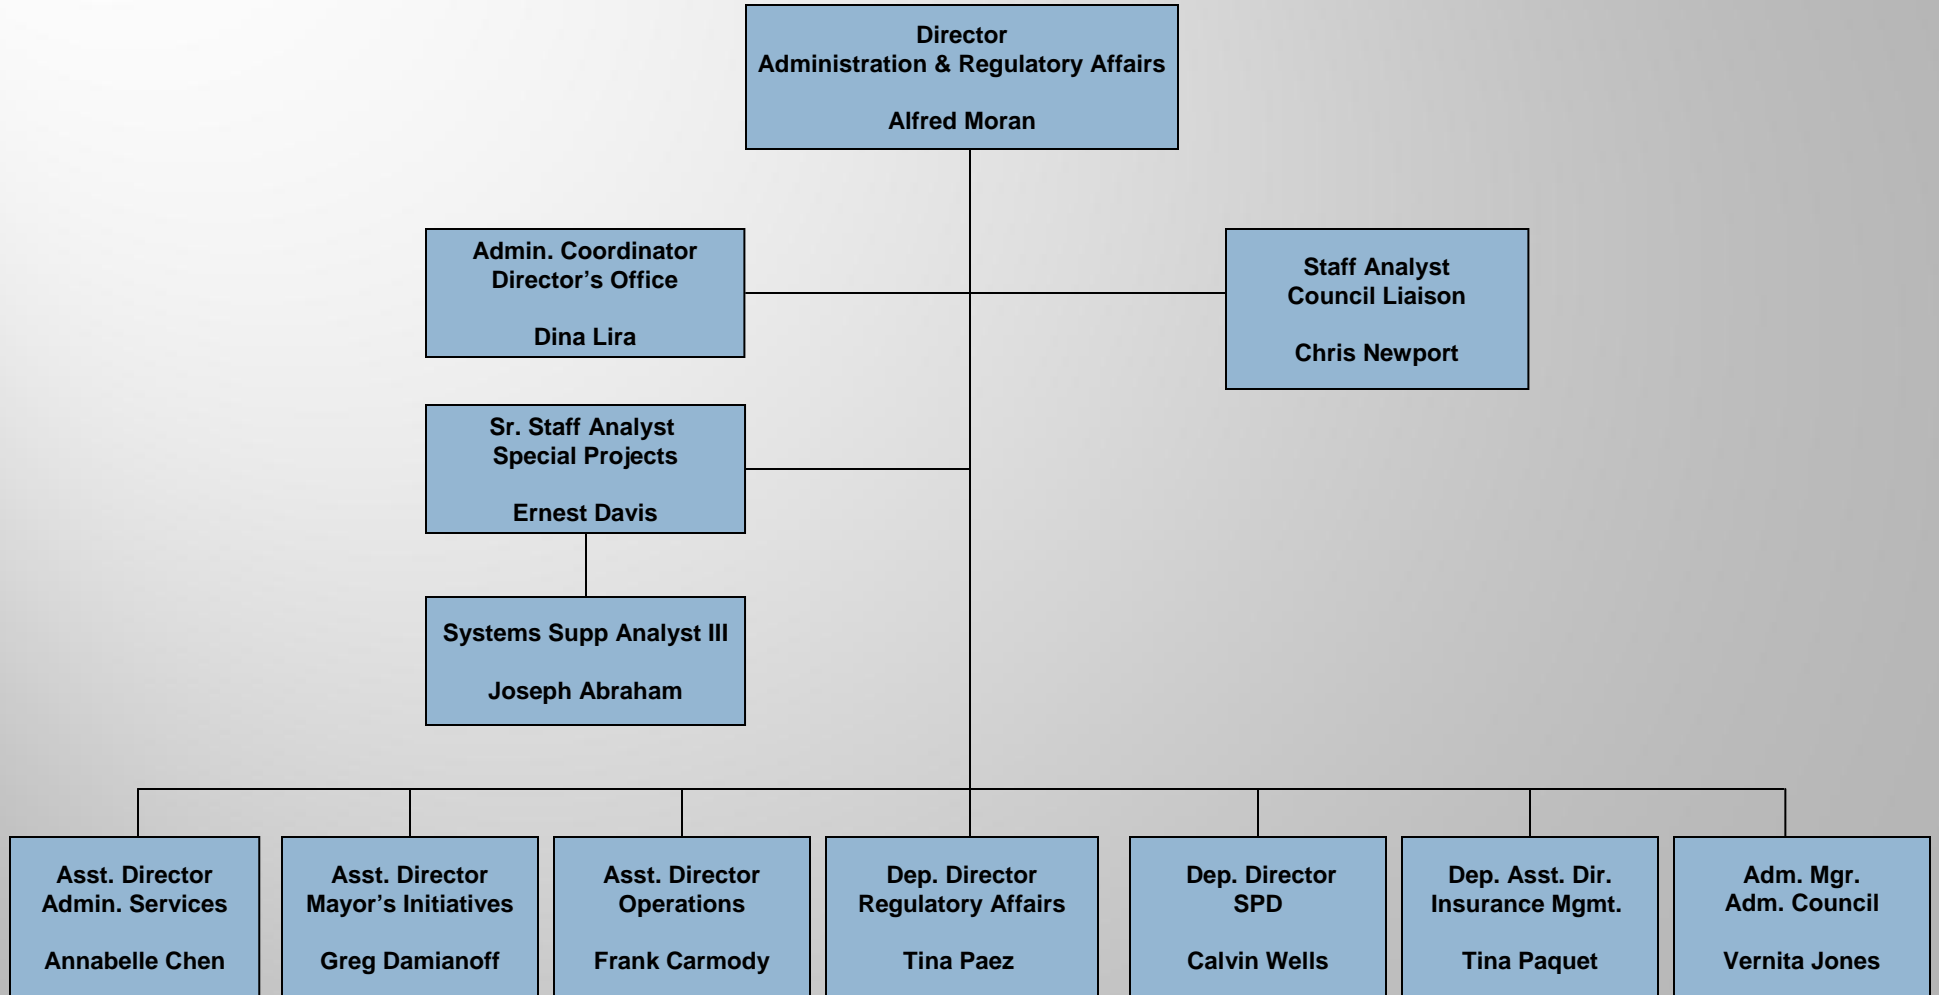 Director
Administration & Regulatory Affairs
Alfred Moran
Admin. Coordinator
Director’s Office
Dina Lira
Staff Analyst
Council Liaison
Chris Newport
Sr. Staff Analyst
Special Projects
Ernest Davis
Systems Supp Analyst III
Joseph Abraham
Asst. Director
Admin. Services
Annabelle Chen
Asst. Director
Mayor’s Initiatives
Greg Damianoff
Asst. Director
Operations
Frank Carmody
Dep. Director
Regulatory Affairs
Tina Paez
Dep. Director
SPD
Calvin Wells
Dep. Asst. Dir.
Insurance Mgmt.
Tina Paquet
Adm. Mgr.
Adm. Council
Vernita Jones